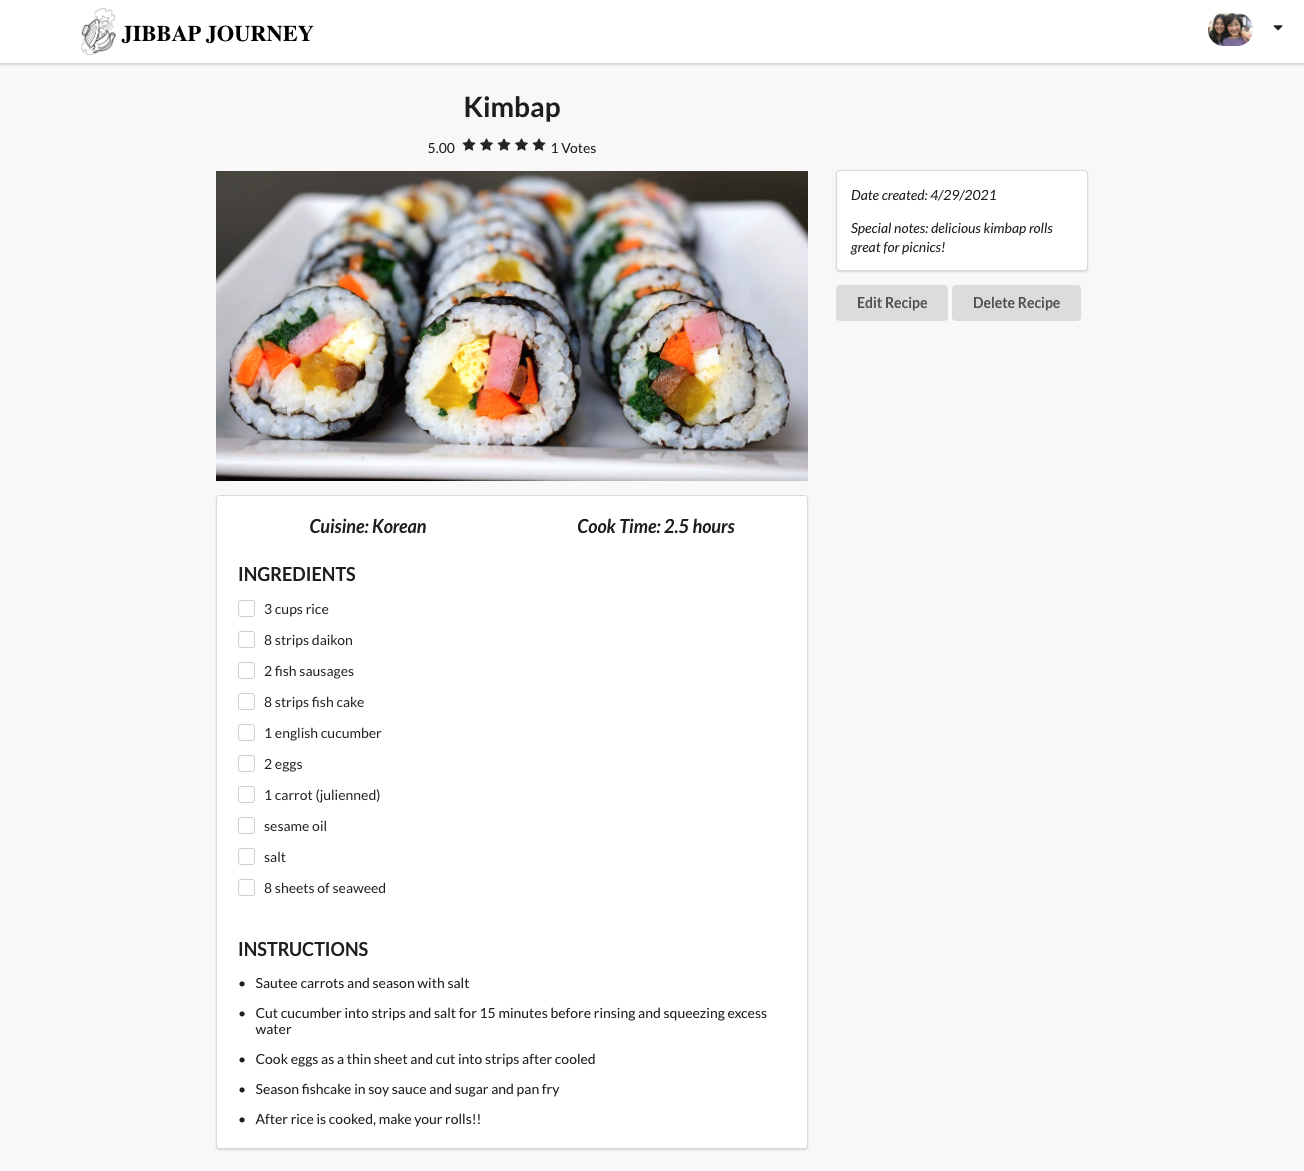 JIBBAP JOURNEY
Kimbap
5.00 ★★★★★ 1 Votes
Date created: 4/29/2021
Special notes: delicious kimbap rolls
great for picnics!
Edit Recipe
Delete Recipe
Cuisine: Korean
Cook Time: 2.5 hours
INGREDIENTS
3 cups rice
8 strips daikon
2 fish sausages
8 strips fish cake
1 english cucumber
2 eggs
1 carrot (julienned)
sesame oil
salt
8 sheets of seaweed
INSTRUCTIONS
• Sautee carrots and season with salt
• Cut cucumber into strips and salt for 15 minutes before rinsing and squeezing excess
water
• Cook eggs as a thin sheet and cut into strips after cooled
• Season fishcake in soy sauce and sugar and pan fry
• After rice is cooked, make your rolls!!